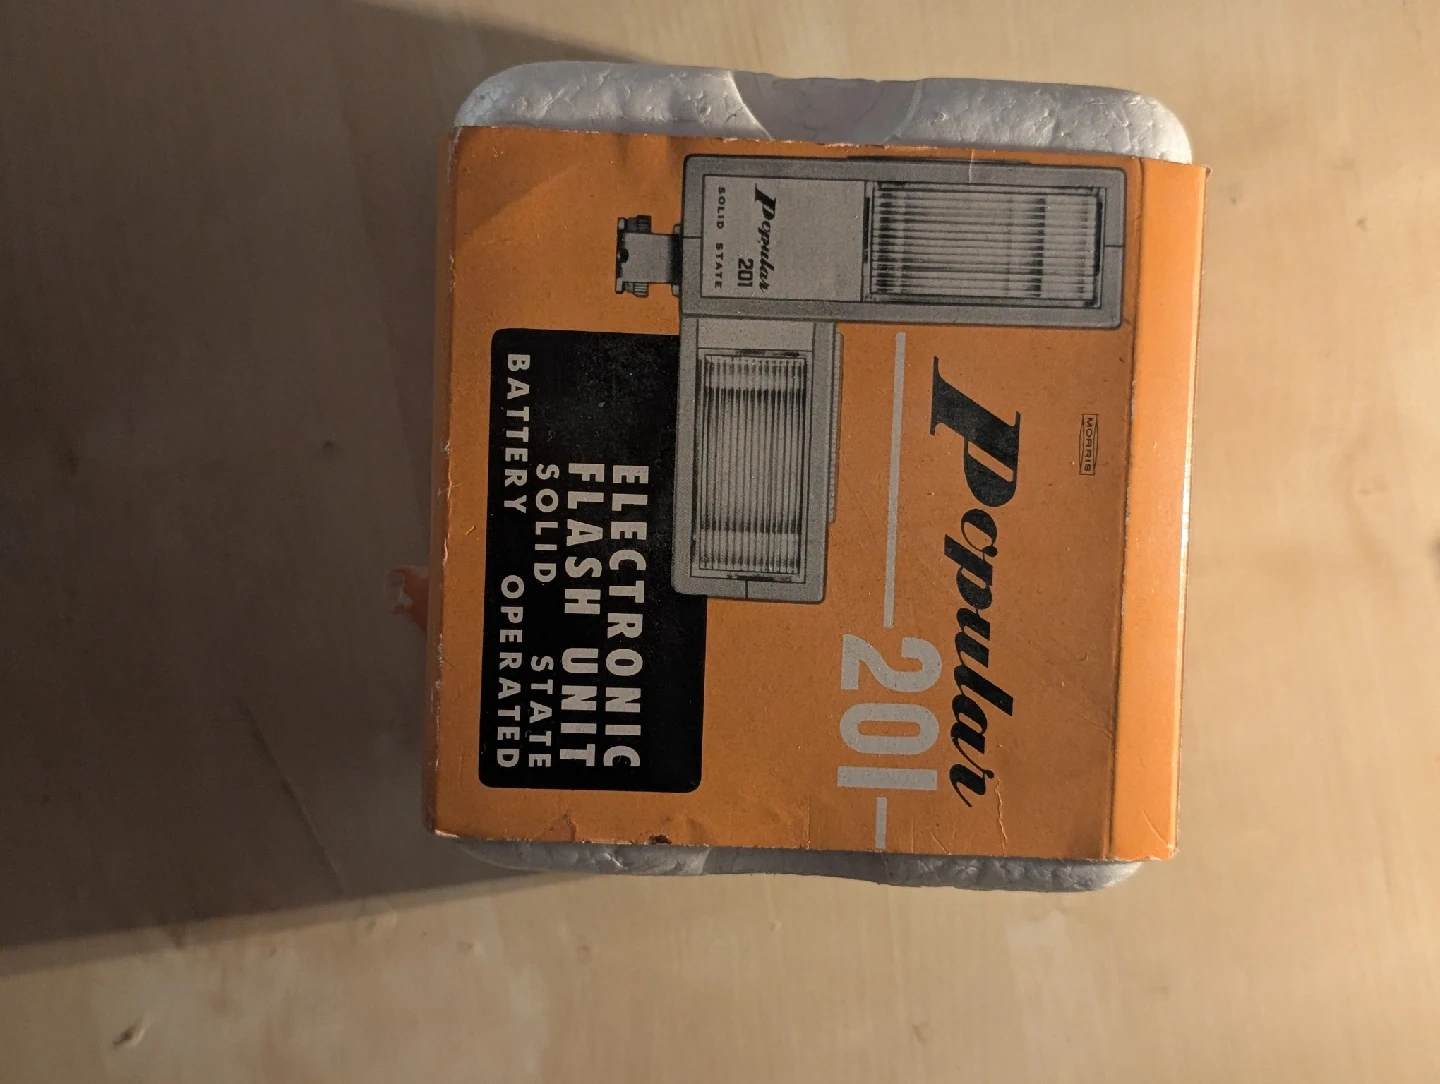 MORRIS
Popular
201
Popular
201
SOLID STATE
ELECTRONIC
FLASH UNIT
SOLID STATE
BATTERY OPERATED